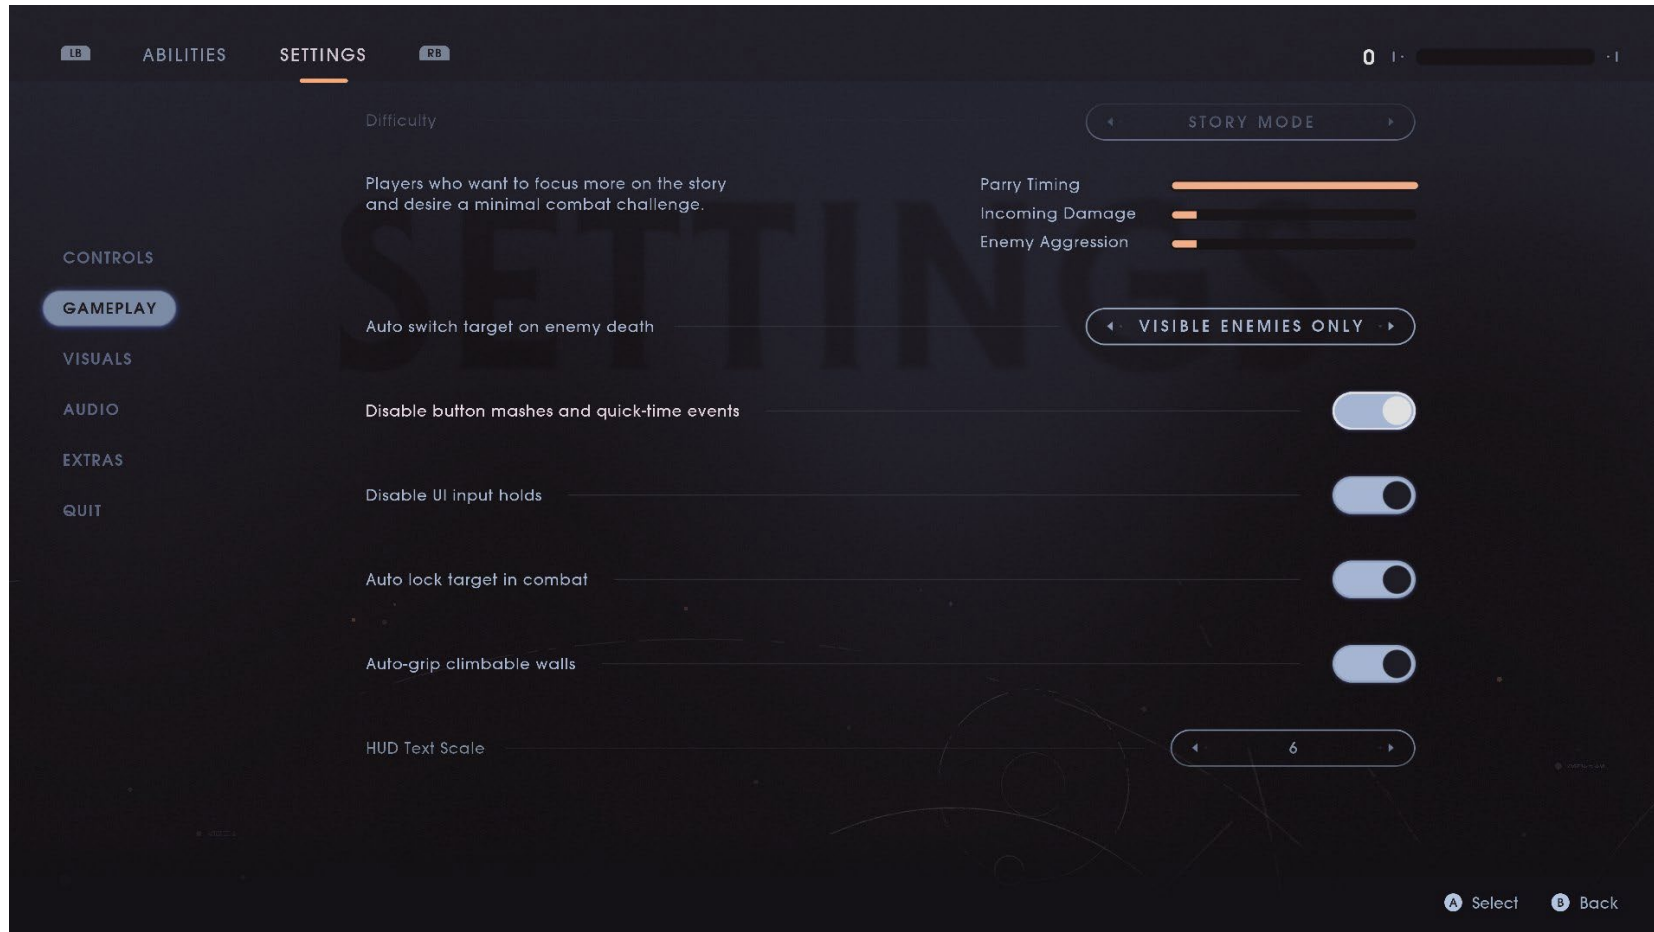 LB ABILITIES SETTINGS RB 0
Difficulty STORY MODE
Players who want to focus more on the story
and desire a minimal combat challenge.
Parry Timing
Incoming Damage
Enemy Aggression
SETTINGS
CONTROLS
GAMEPLAY
VISUALS
AUDIO
EXTRAS
QUIT
Auto switch target on enemy death VISIBLE ENEMIES ONLY
Disable button mashes and quick-time events
Disable UI input holds
Auto lock target in combat
Auto-grip climbable walls
HUD Text Scale 6
A Select B Back